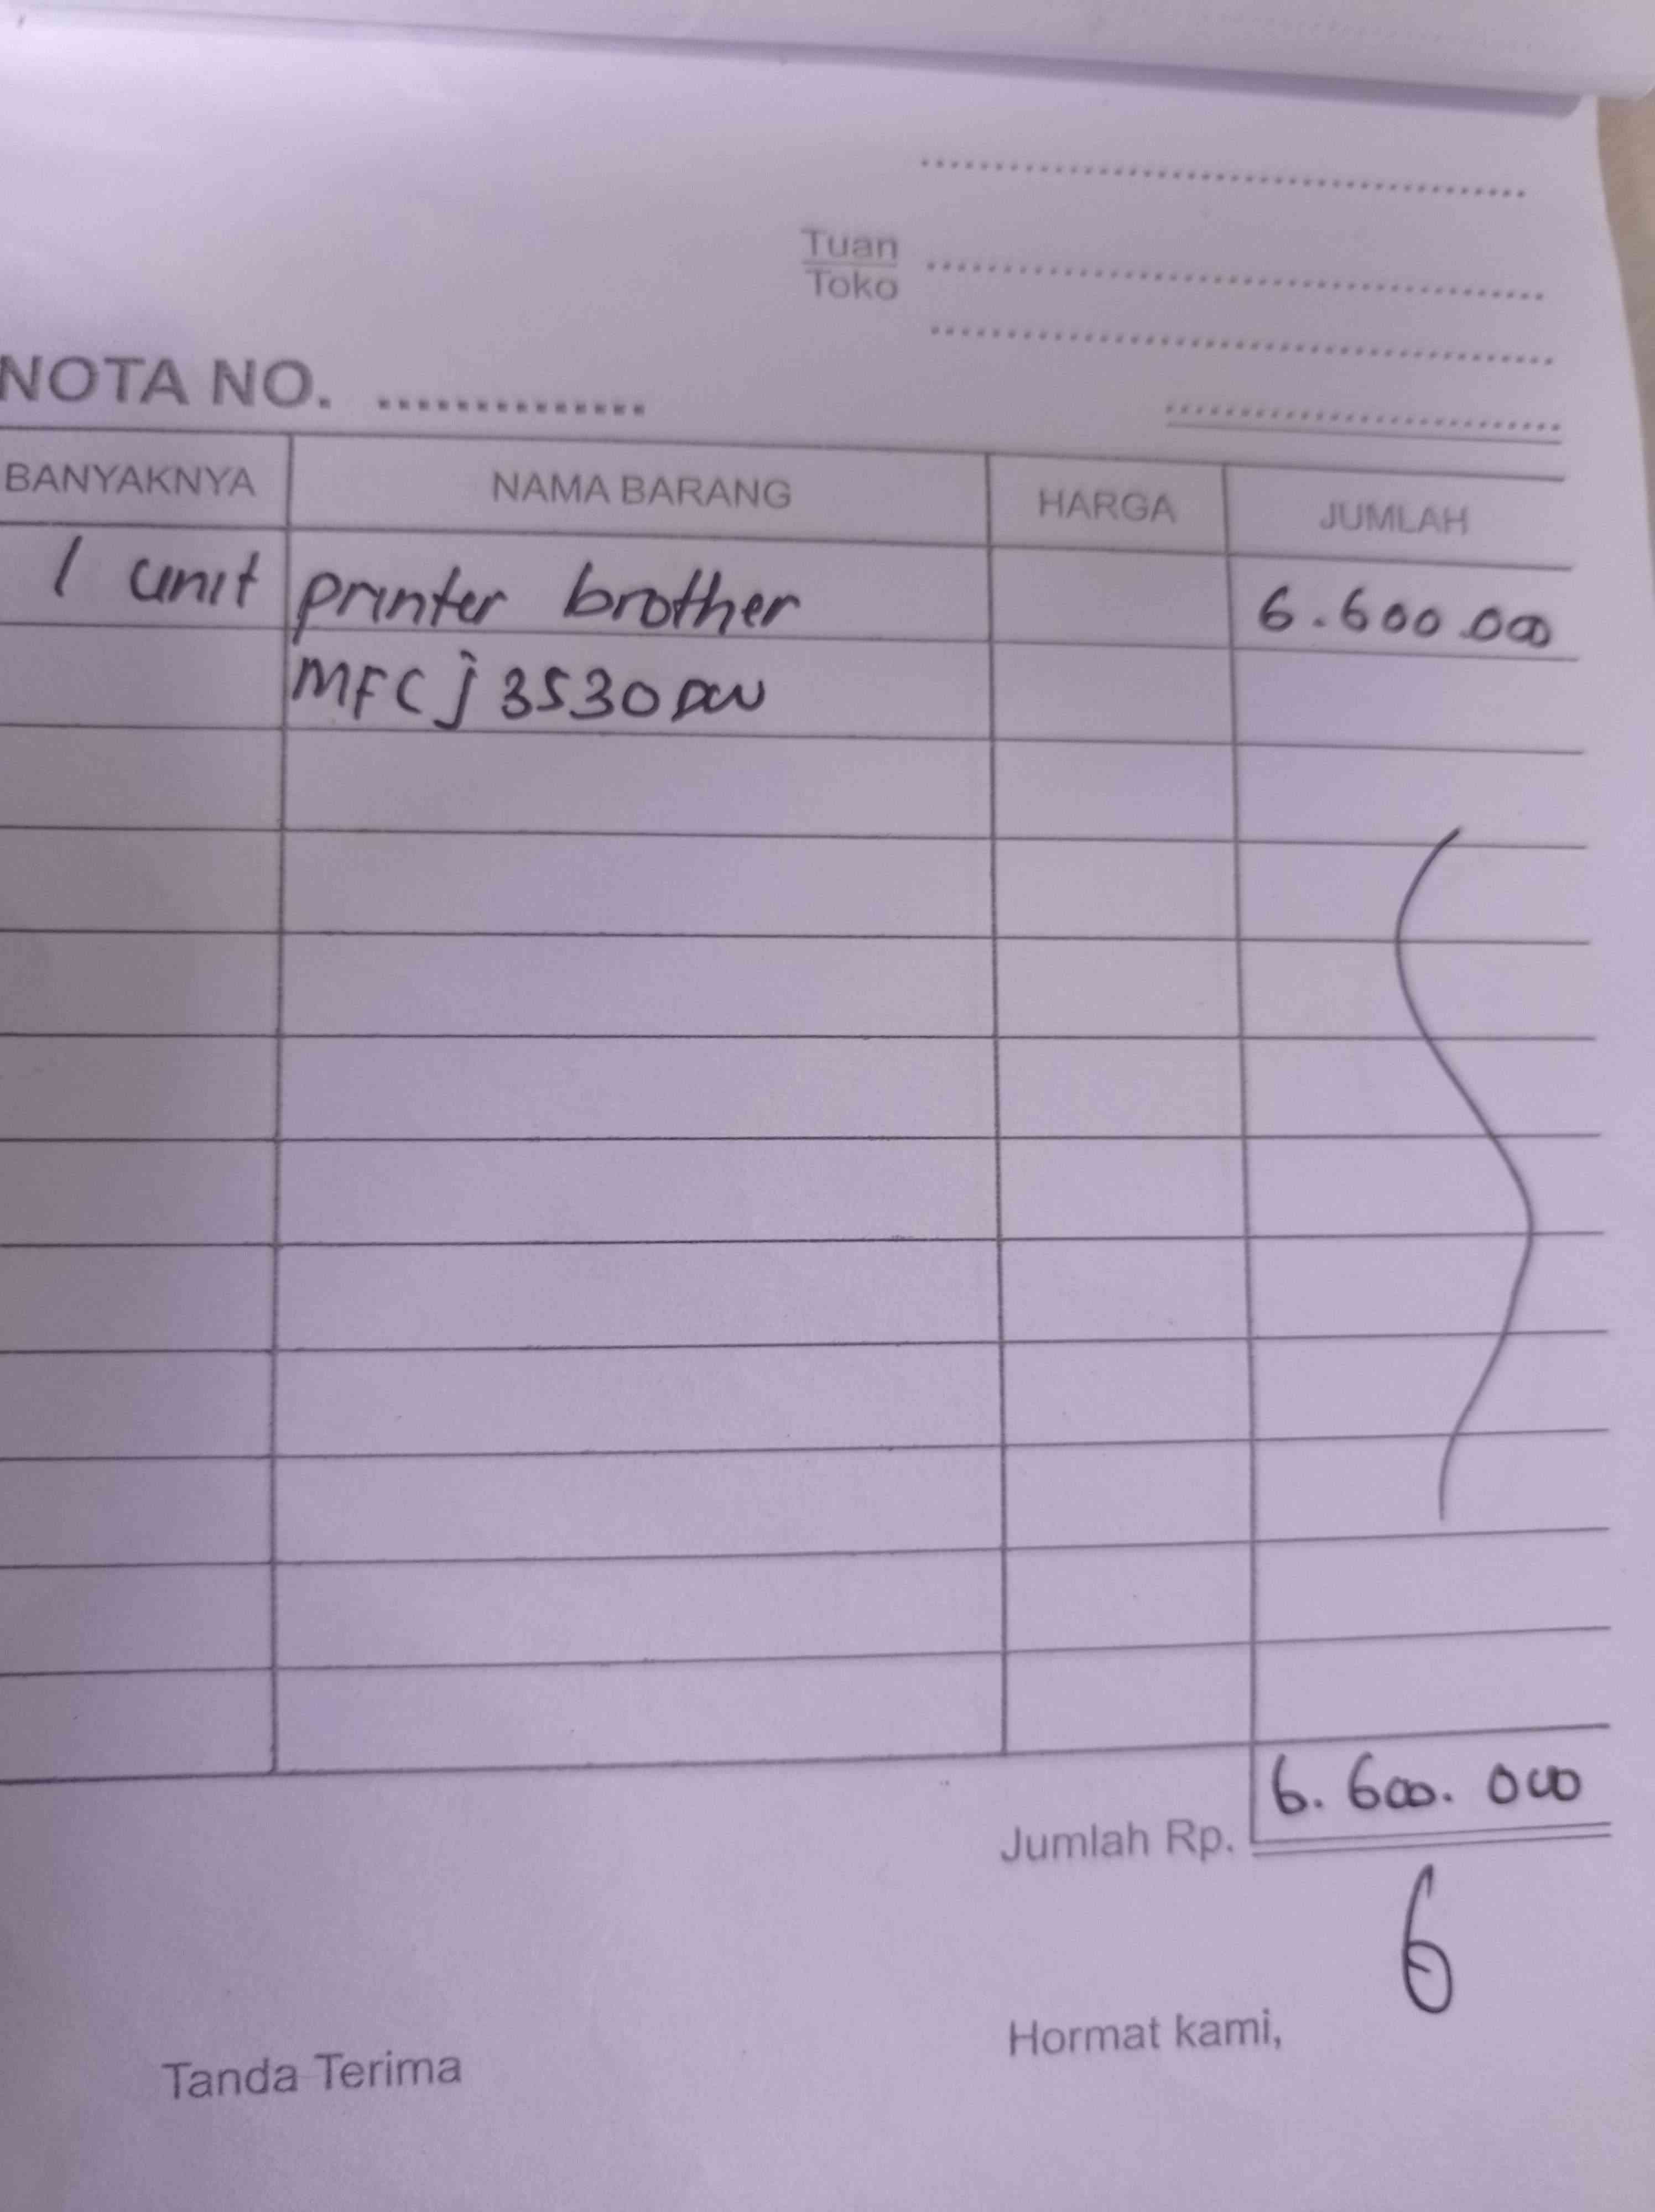 Tuan
Toko
NOTA NO. ..............
BANYAKNYA NAMA BARANG HARGA JUMLAH
1 unit printer brother 6.600.000
MFC j 3530 DW
Jumlah Rp. 6.600.000
Hormat kami,
Tanda Terima